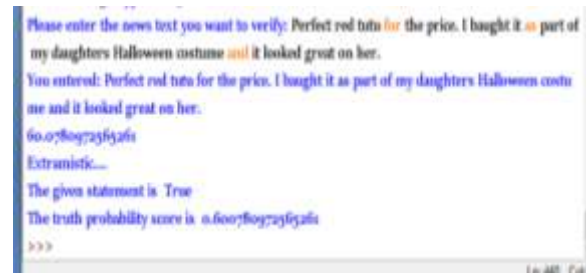 Please enter the news text you want to verify: Perfect red tutu for the price. I baught it as part of
my daughters Halloween costume and it looked great on her.
You entered: Perfect red tutu for the price. I baught it as part of my daughters Halloween costu
me and it looked great on her.
60.0780972565261
Extramistic....
The given statement is True
The truth probability score is 0.600780972565261
>>>